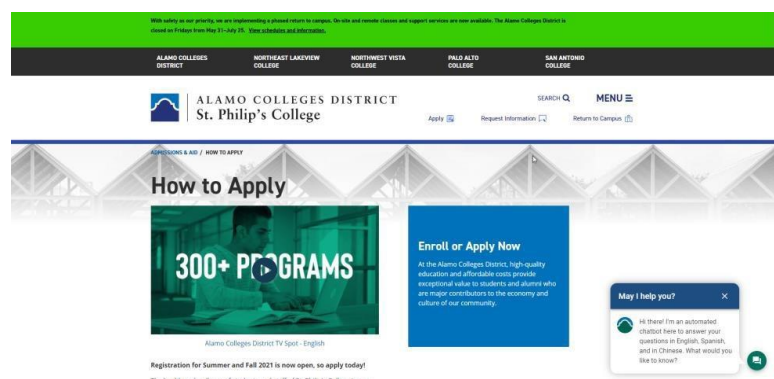 With safety as our priority, we are implementing a phased return to campus. On-site and remote classes and support services are now available. The Alamo Colleges District is
closed on Fridays from May 31-July 25. View schedules and information.
ALAMO COLLEGES DISTRICT
NORTHEAST LAKEVIEW COLLEGE
NORTHWEST VISTA COLLEGE
PALO ALTO COLLEGE
SAN ANTONIO COLLEGE
ALAMO COLLEGES DISTRICT
St. Philip's College
SEARCH
MENU
Apply
Request Information
Return to Campus
ADMISSIONS & AID / HOW TO APPLY
How to Apply
300+ PROGRAMS
Alamo Colleges District TV Spot - English
Enroll or Apply Now
At the Alamo Colleges District, high-quality
education and affordable costs provide
exceptional value to students and alumni who
are major contributors to the economy and
culture of our community.
Registration for Summer and Fall 2021 is now open, so apply today!
May I help you?
Hi there! I'm an automated
chatbot here to answer your
questions in English, Spanish,
and in Chinese. What would you
like to know?